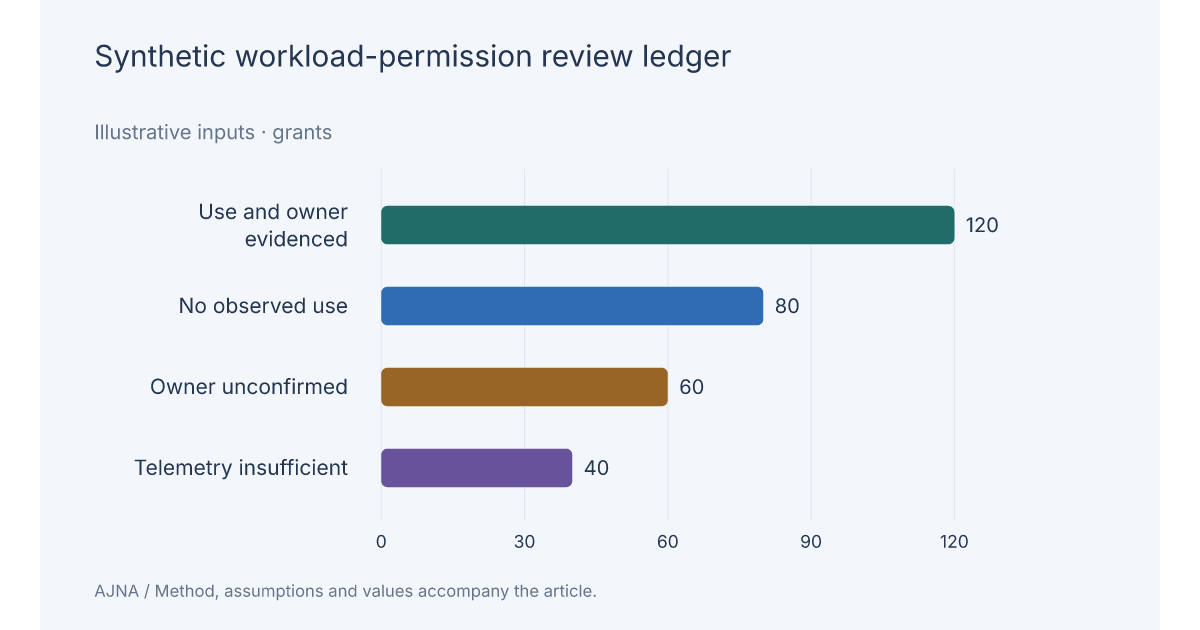 Synthetic workload-permission review ledger
Illustrative inputs · grants
Use and owner
evidenced
120
No observed use
80
Owner unconfirmed
60
Telemetry insufficient
40
0 30 60 90 120
AJNA / Method, assumptions and values accompany the article.